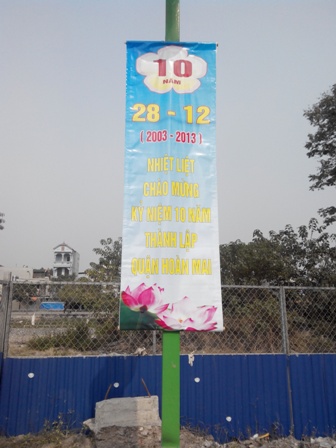 10
NĂM
28 - 12
( 2003 - 2013 )
NHIỆT LIỆT
CHÀO MỪNG
KỶ NIỆM 10 NĂM
THÀNH LẬP
QUẬN HOÀNG MAI